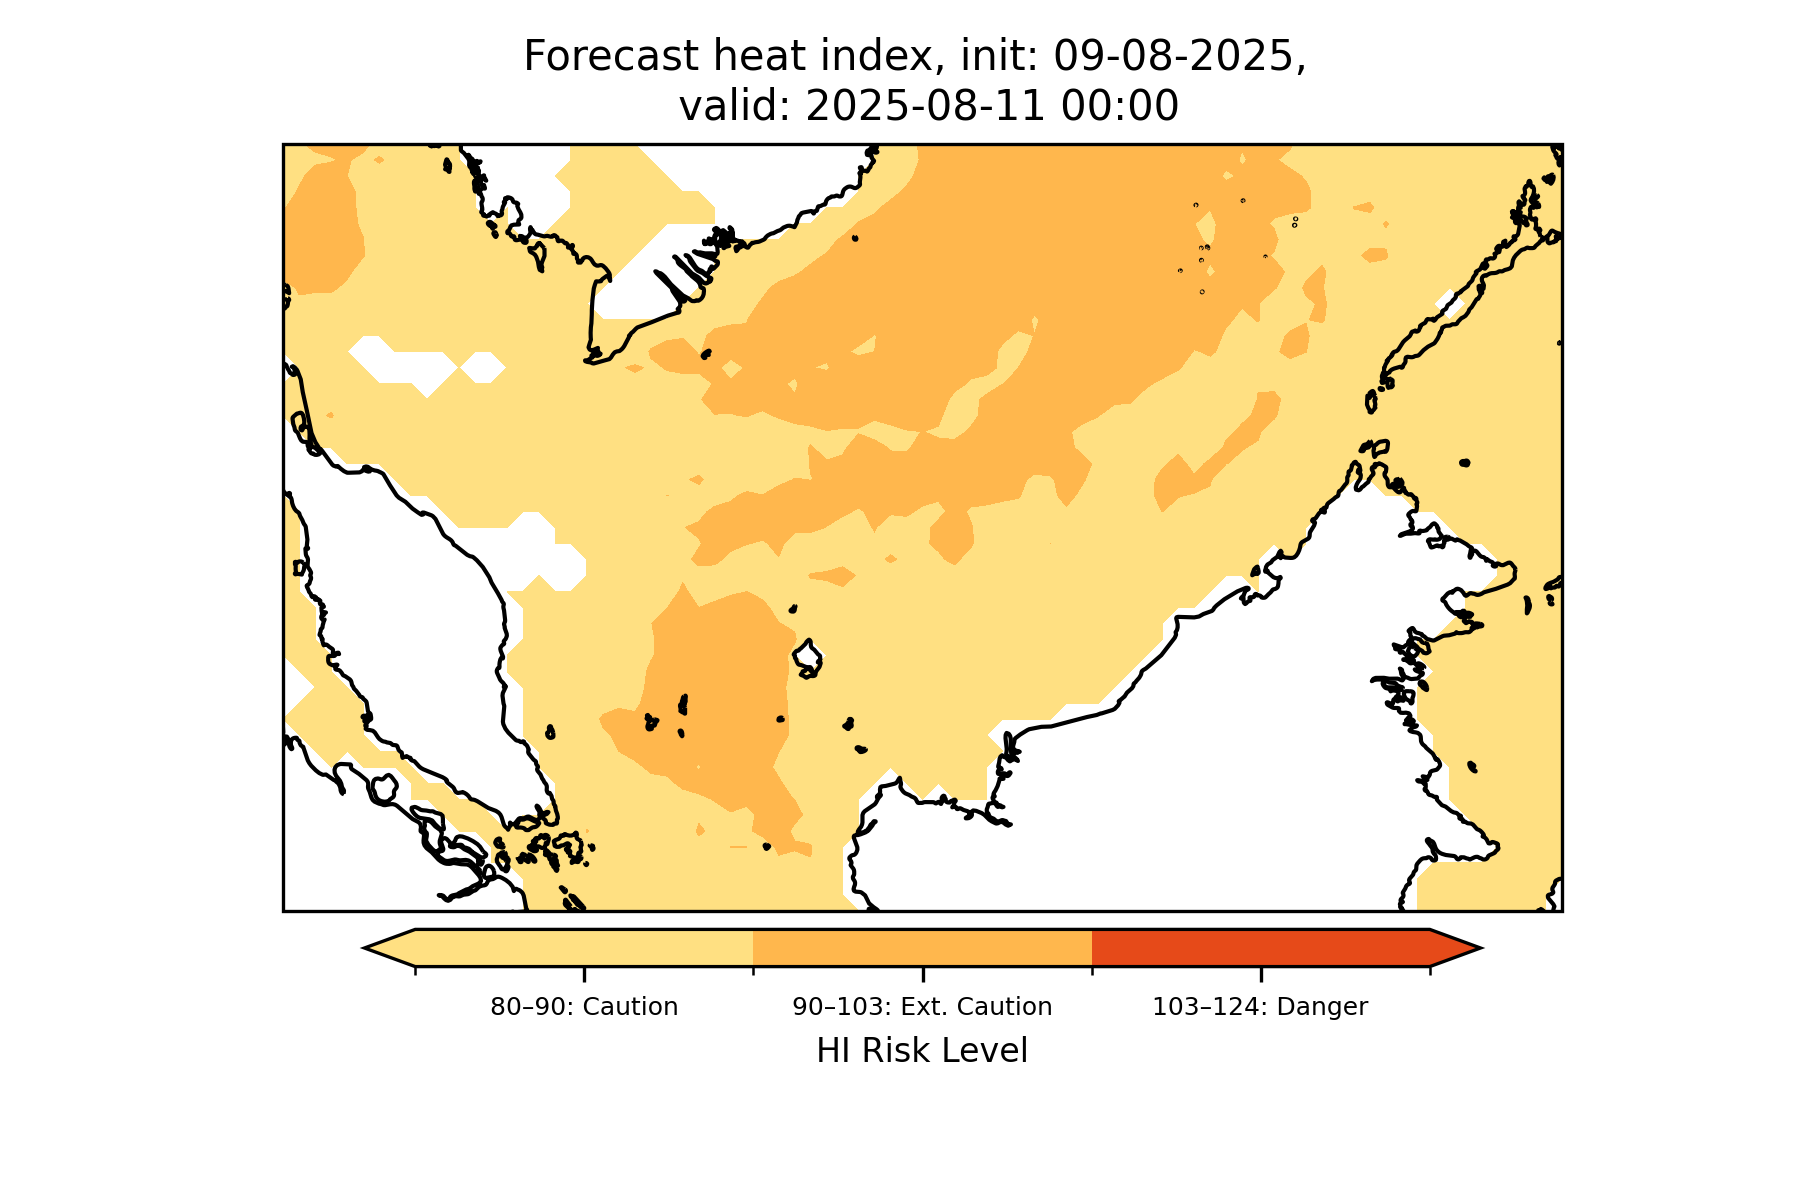 Forecast heat index, init: 09-08-2025,
valid: 2025-08-11 00:00
80–90: Caution
90–103: Ext. Caution
103–124: Danger
HI Risk Level